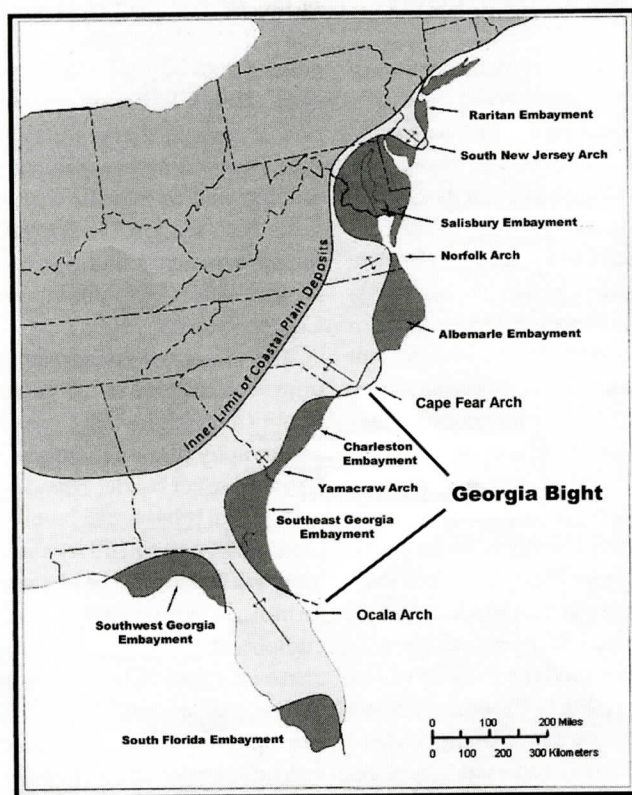 Raritan Embayment
South New Jersey Arch
Salisbury Embayment
Norfolk Arch
Inner Limit of Coastal Plain Deposits
Albemarle Embayment
Cape Fear Arch
Charleston
Embayment
Yamacraw Arch
Georgia Bight
Southeast Georgia
Embayment
Southwest Georgia
Embayment
Ocala Arch
South Florida Embayment
0 100 200 Miles
0 100 200 300 Kilometers